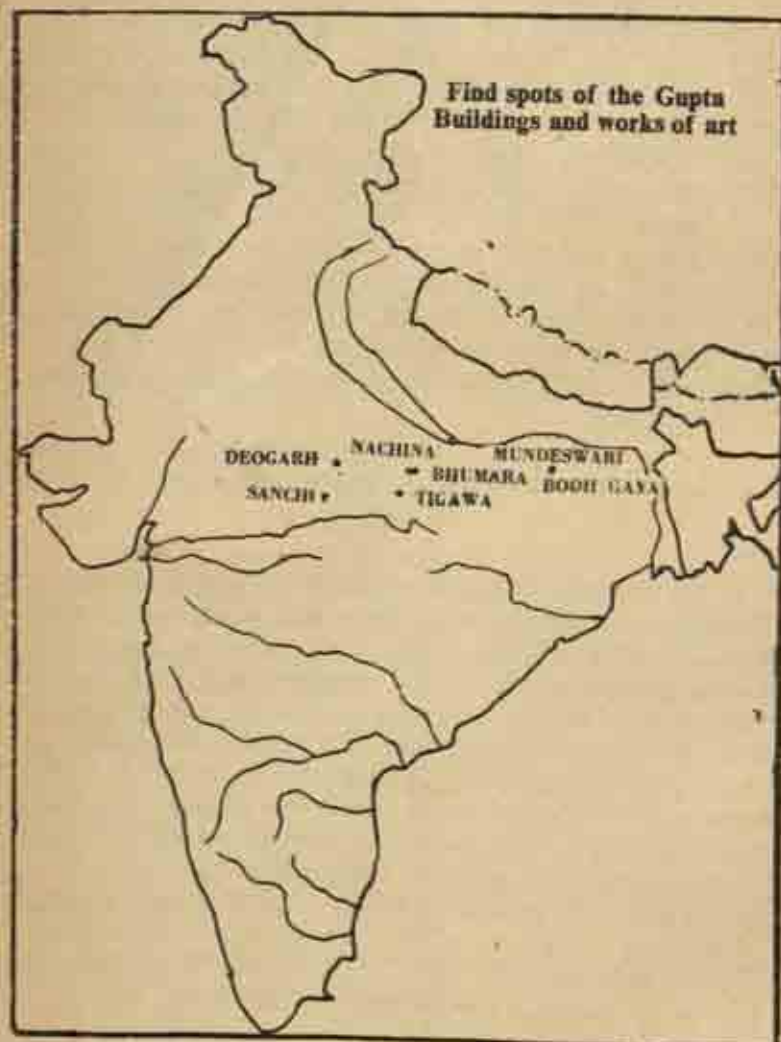 Find spots of the Gupta
Buildings and works of art
DEOGARH
NACHINA
MUNDESWARI
BHUMARA
BODH GAYA
SANCHI
TIGAWA